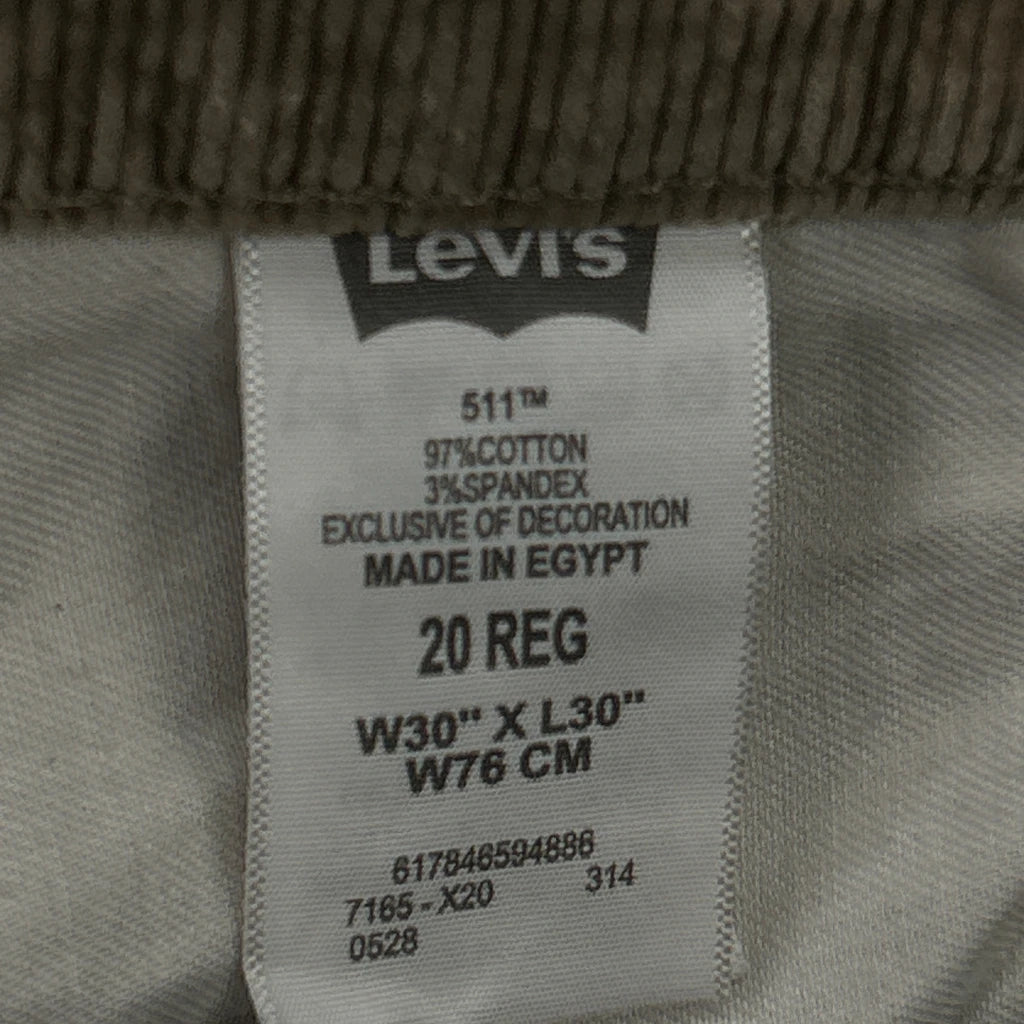 Levi's
511™
97%COTTON
3%SPANDEX
EXCLUSIVE OF DECORATION
MADE IN EGYPT
20 REG
W30" X L30"
W76 CM
617846594886
7165 - X20 314
0528